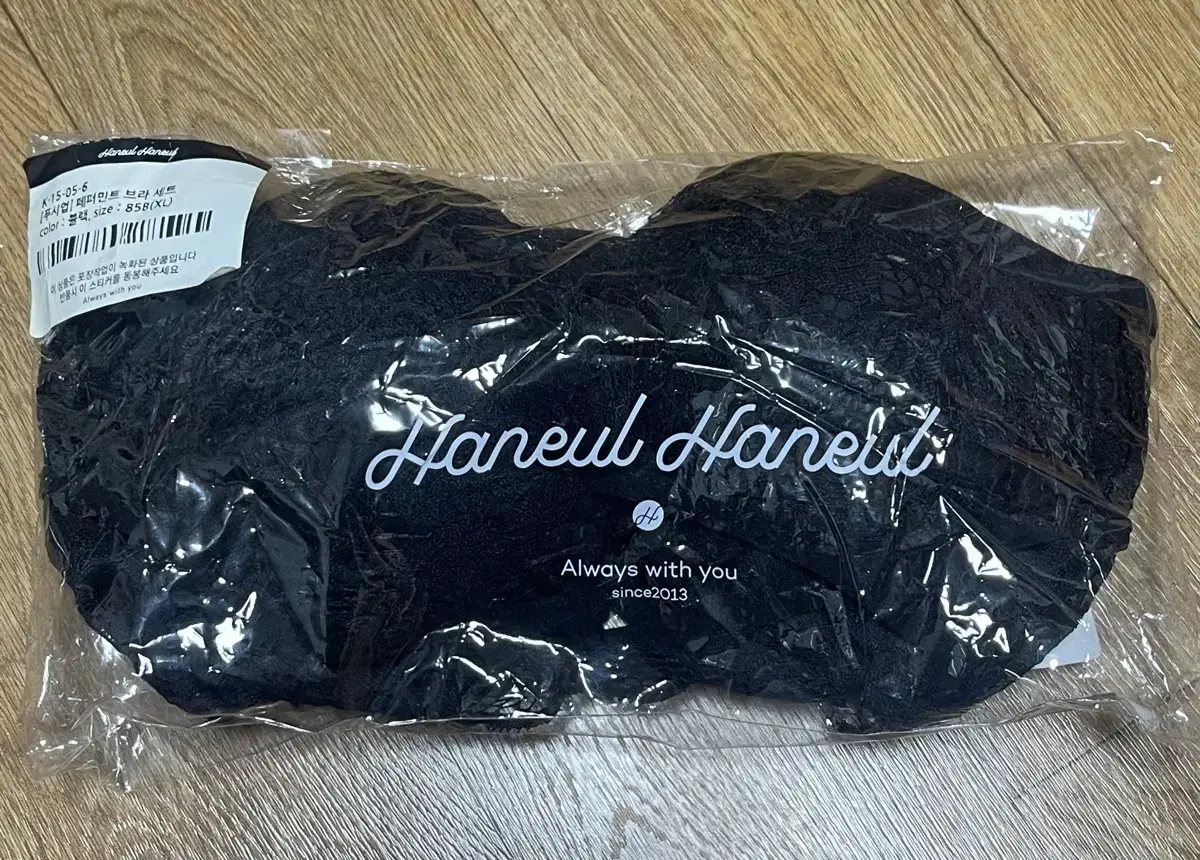 Haneul Haneul
K-15-05-6
[푸시업] 페퍼민트 브라 세트
color : 블랙, size : 85B(XL)
이 상품은 포장작업이 녹화된 상품입니다
반품시 이 스티커를 동봉해주세요
Always with you
Haneul Haneul
H
Always with you
since2013